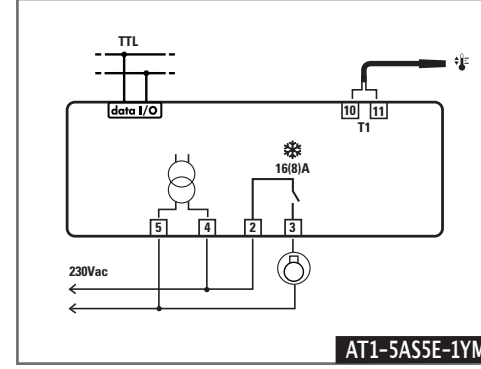 TTL
data I/O
10 11
T1
16(8)A
5 4 2 3
230Vac
AT1-5AS5E-1YM